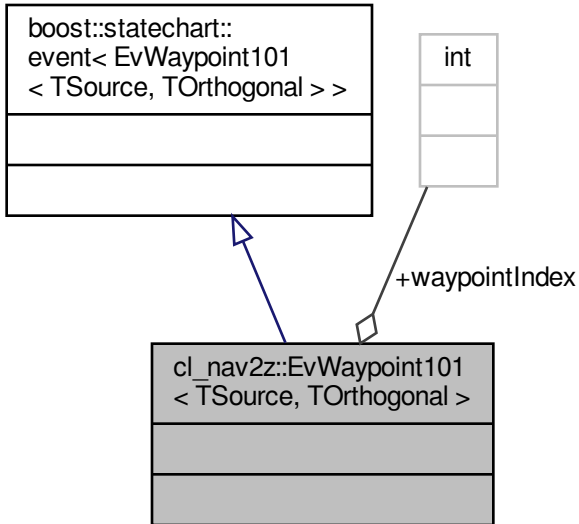 boost::statechart::
event< EvWaypoint101
< TSource, TOrthogonal > >
int
+waypointIndex
cl_nav2z::EvWaypoint101
< TSource, TOrthogonal >